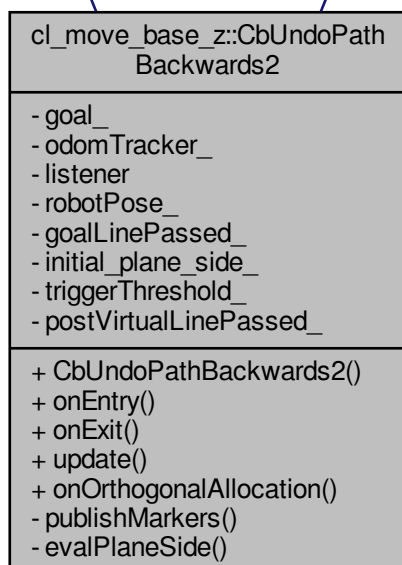 cl_move_base_z::CbUndoPath
Backwards2
- goal_
- odomTracker_
- listener
- robotPose_
- goalLinePassed_
- initial_plane_side_
- triggerThreshold_
- postVirtualLinePassed_
+ CbUndoPathBackwards2()
+ onEntry()
+ onExit()
+ update()
+ onOrthogonalAllocation()
- publishMarkers()
- evalPlaneSide()